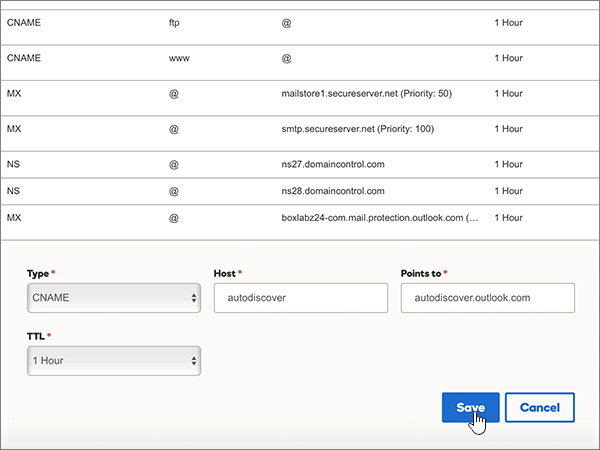 CNAME ftp @ 1 Hour
CNAME www @ 1 Hour
MX @ mailstore1.secureserver.net (Priority: 50) 1 Hour
MX @ smtp.secureserver.net (Priority: 100) 1 Hour
NS @ ns27.domaincontrol.com 1 Hour
NS @ ns28.domaincontrol.com 1 Hour
MX @ boxlabz24-com.mail.protection.outlook.com (... 1 Hour
Type * Host * Points to *
CNAME autodiscover autodiscover.outlook.com
TTL *
1 Hour
Save Cancel